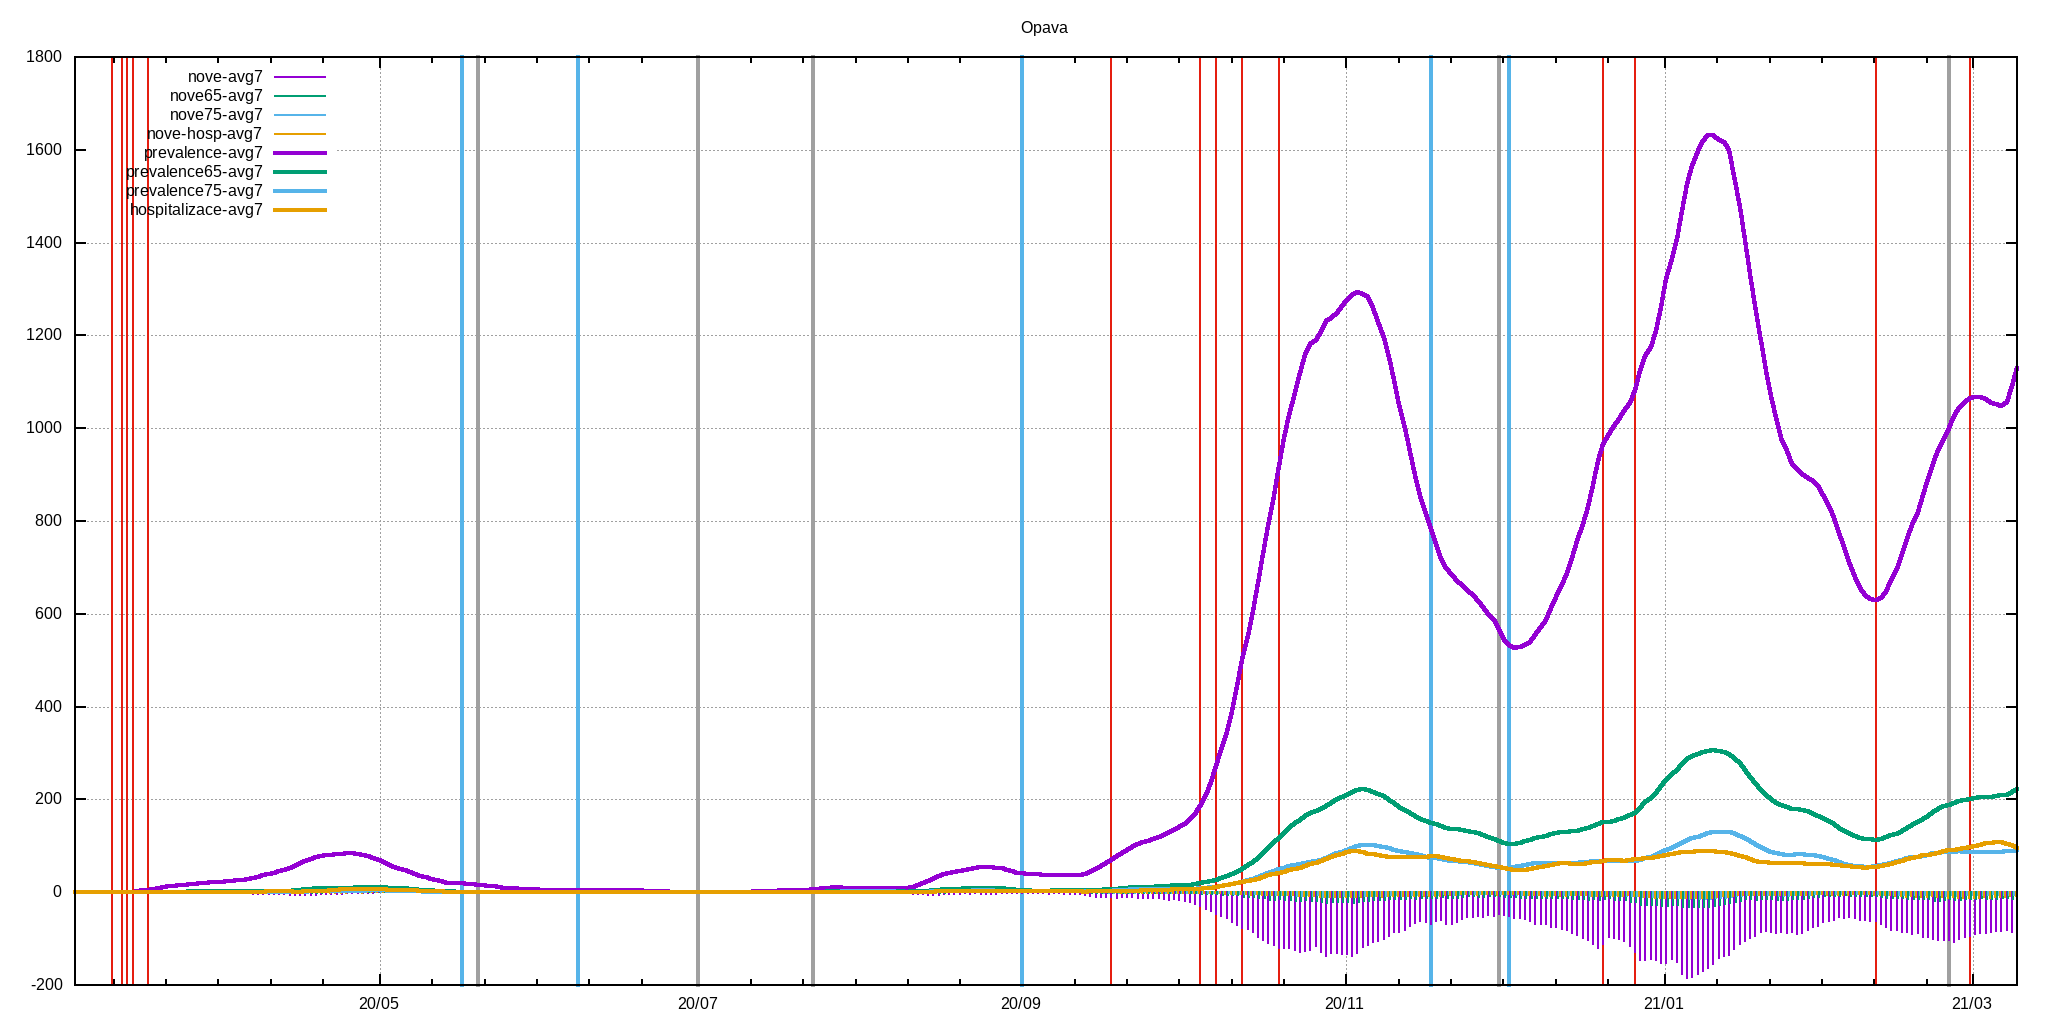 Opava
1800
1600
1400
1200
1000
800
600
400
200
0
-200
nove-avg7
nove65-avg7
nove75-avg7
nove-hosp-avg7
prevalence-avg7
prevalence65-avg7
prevalence75-avg7
hospitalizace-avg7
20/05
20/07
20/09
20/11
21/01
21/03